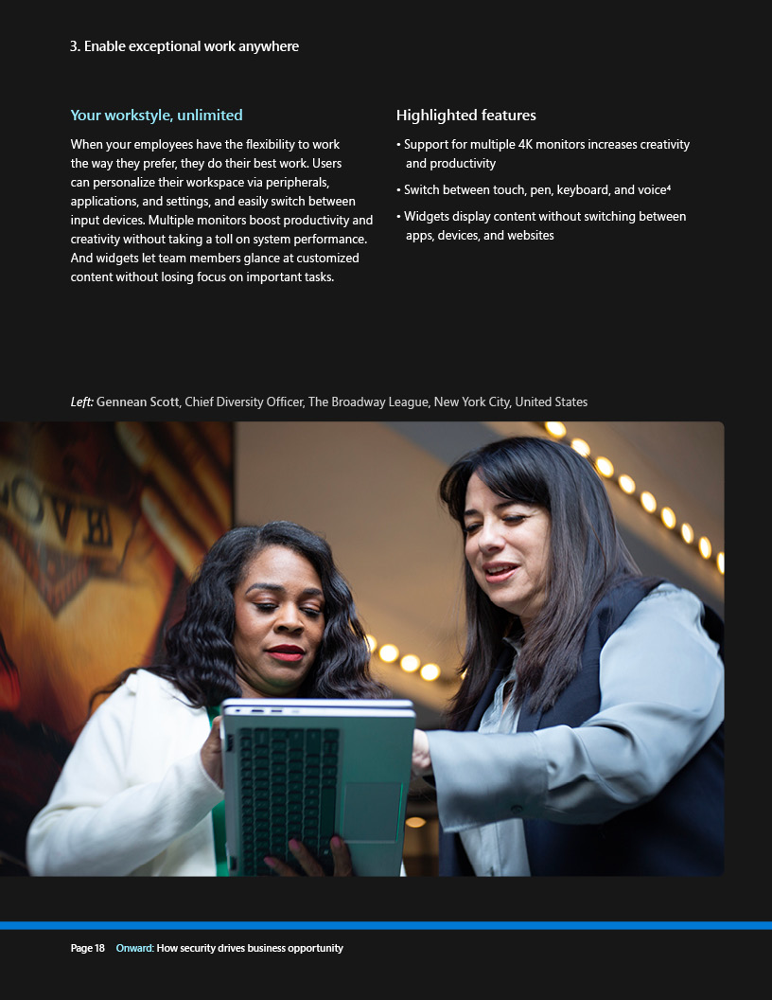 3. Enable exceptional work anywhere
Your workstyle, unlimited
When your employees have the flexibility to work
the way they prefer, they do their best work. Users
can personalize their workspace via peripherals,
applications, and settings, and easily switch between
input devices. Multiple monitors boost productivity and
creativity without taking a toll on system performance.
And widgets let team members glance at customized
content without losing focus on important tasks.
Highlighted features
• Support for multiple 4K monitors increases creativity
and productivity
• Switch between touch, pen, keyboard, and voice⁴
• Widgets display content without switching between
apps, devices, and websites
Left: Gennean Scott, Chief Diversity Officer, The Broadway League, New York City, United States
LOVE
Page 18 Onward: How security drives business opportunity